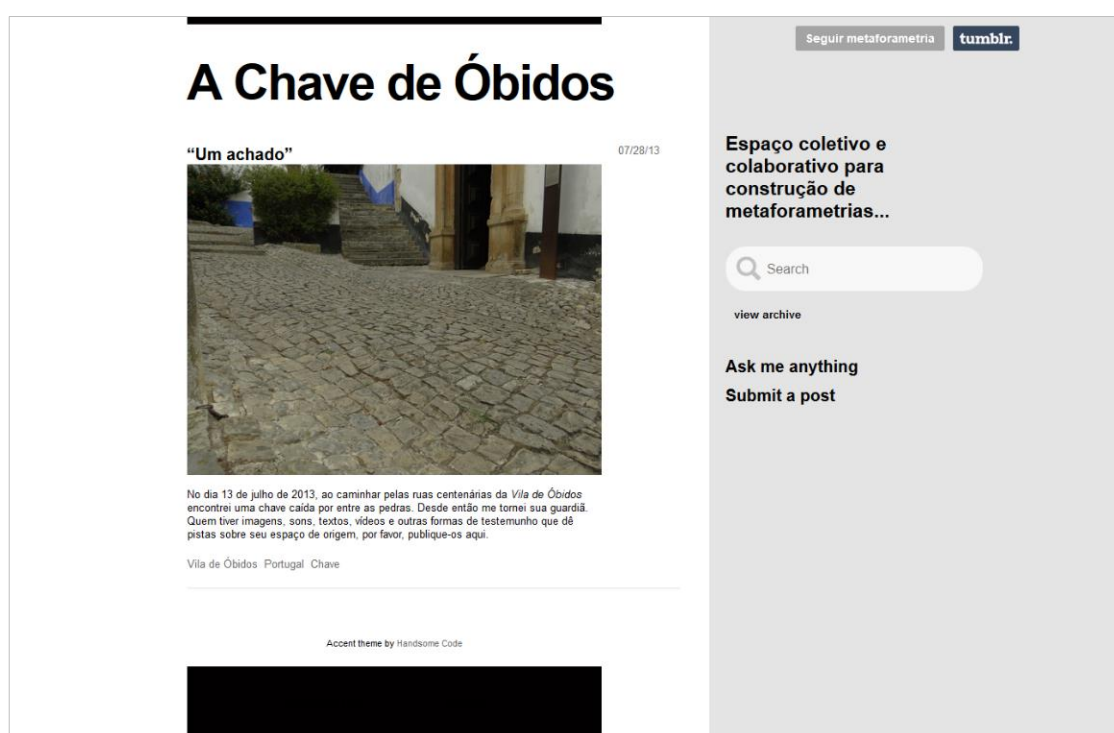 Seguir metaforametria
tumblr.
A Chave de Óbidos
“Um achado”
07/28/13
No dia 13 de julho de 2013, ao caminhar pelas ruas centenárias da Vila de Óbidos
encontrei uma chave caída por entre as pedras. Desde então me tornei sua guardiã.
Quem tiver imagens, sons, textos, vídeos e outras formas de testemunho que dê
pistas sobre seu espaço de origem, por favor, publique-os aqui.
Vila de Óbidos Portugal Chave
Accent theme by Handsome Code
Espaço coletivo e
colaborativo para
construção de
metaforametrias...
Search
view archive
Ask me anything
Submit a post